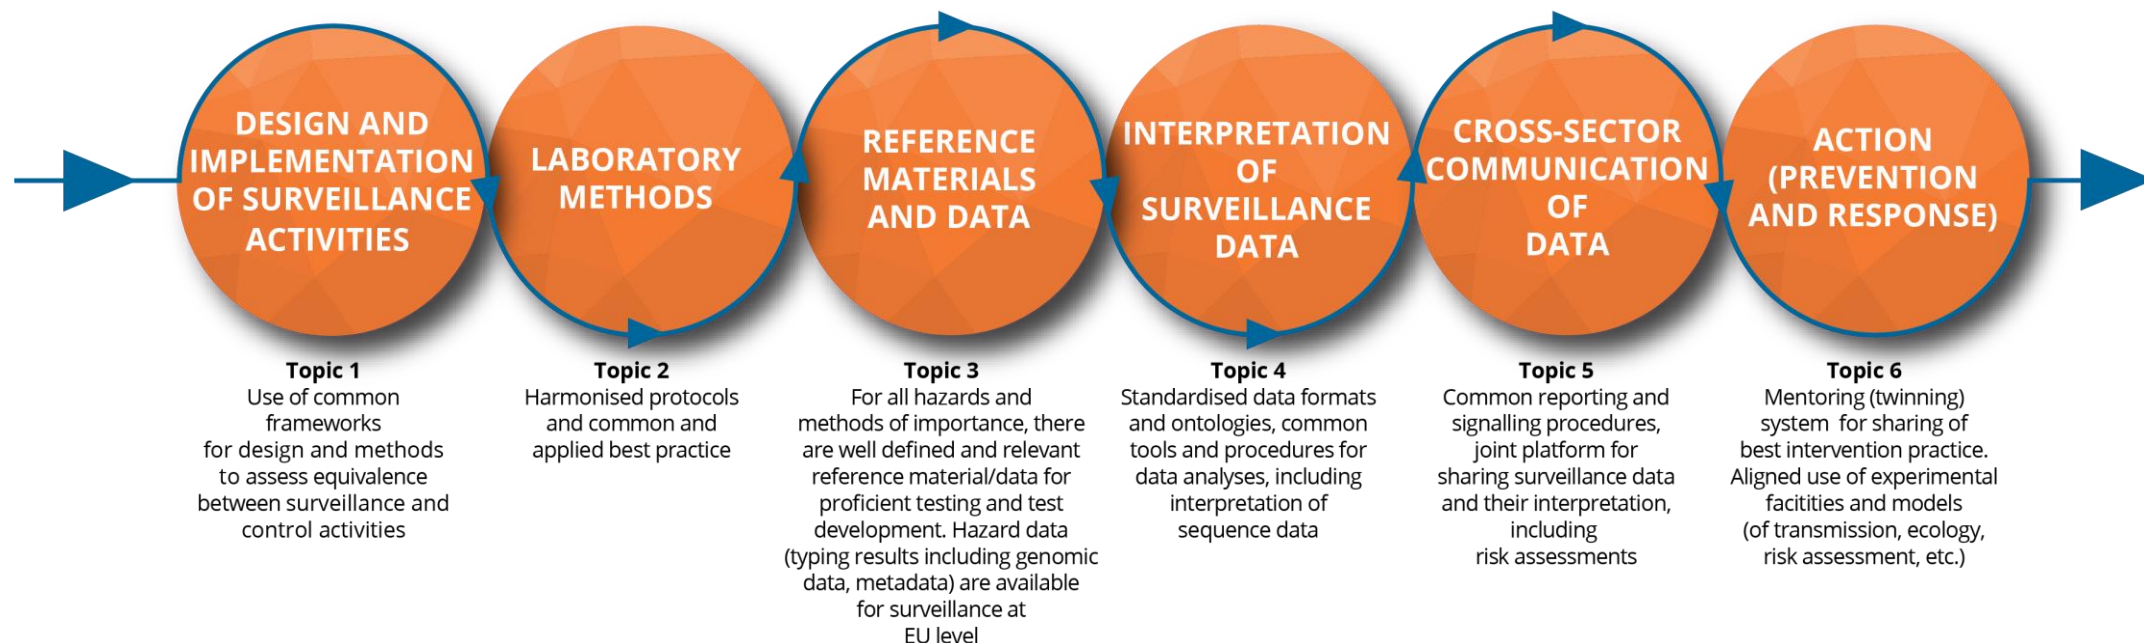 DESIGN AND
IMPLEMENTATION
OF SURVEILLANCE
ACTIVITIES
LABORATORY
METHODS
REFERENCE
MATERIALS
AND DATA
INTERPRETATION
OF
SURVEILLANCE
DATA
CROSS-SECTOR
COMMUNICATION
OF
DATA
ACTION
(PREVENTION
AND RESPONSE)
Topic 1
Use of common
frameworks
for design and methods
to assess equivalence
between surveillance and
control activities
Topic 2
Harmonised protocols
and common and
applied best practice
Topic 3
For all hazards and
methods of importance, there
are well defined and relevant
reference material/data for
proficient testing and test
development. Hazard data
(typing results including genomic
data, metadata) are available
for surveillance at
EU level
Topic 4
Standardised data formats
and ontologies, common
tools and procedures for
data analyses, including
interpretation of
sequence data
Topic 5
Common reporting and
signalling procedures,
joint platform for
sharing surveillance data
and their interpretation,
including
risk assessments
Topic 6
Mentoring (twinning)
system for sharing of
best intervention practice.
Aligned use of experimental
facitities and models
(of transmission, ecology,
risk assessment, etc.)